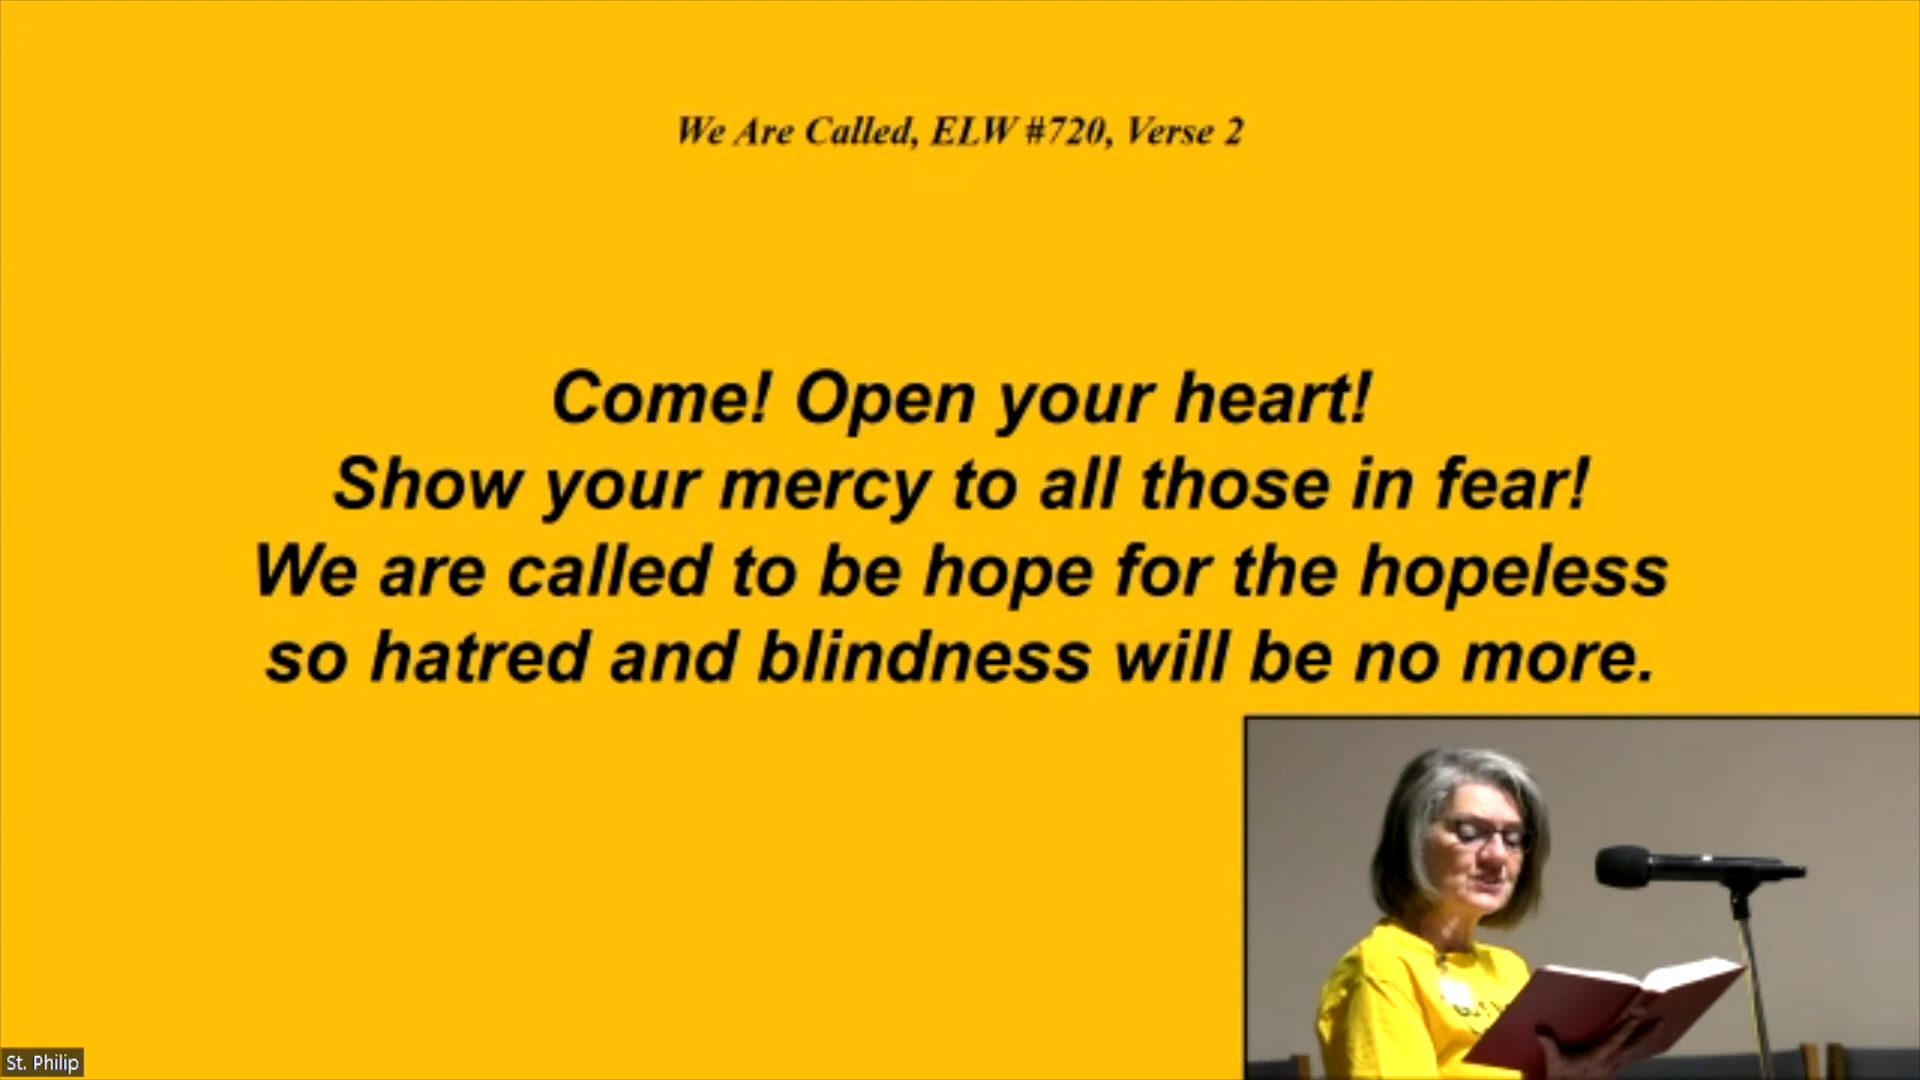 We Are Called, ELW #720, Verse 2
Come! Open your heart!
Show your mercy to all those in fear!
We are called to be hope for the hopeless
so hatred and blindness will be no more.
St. Philip